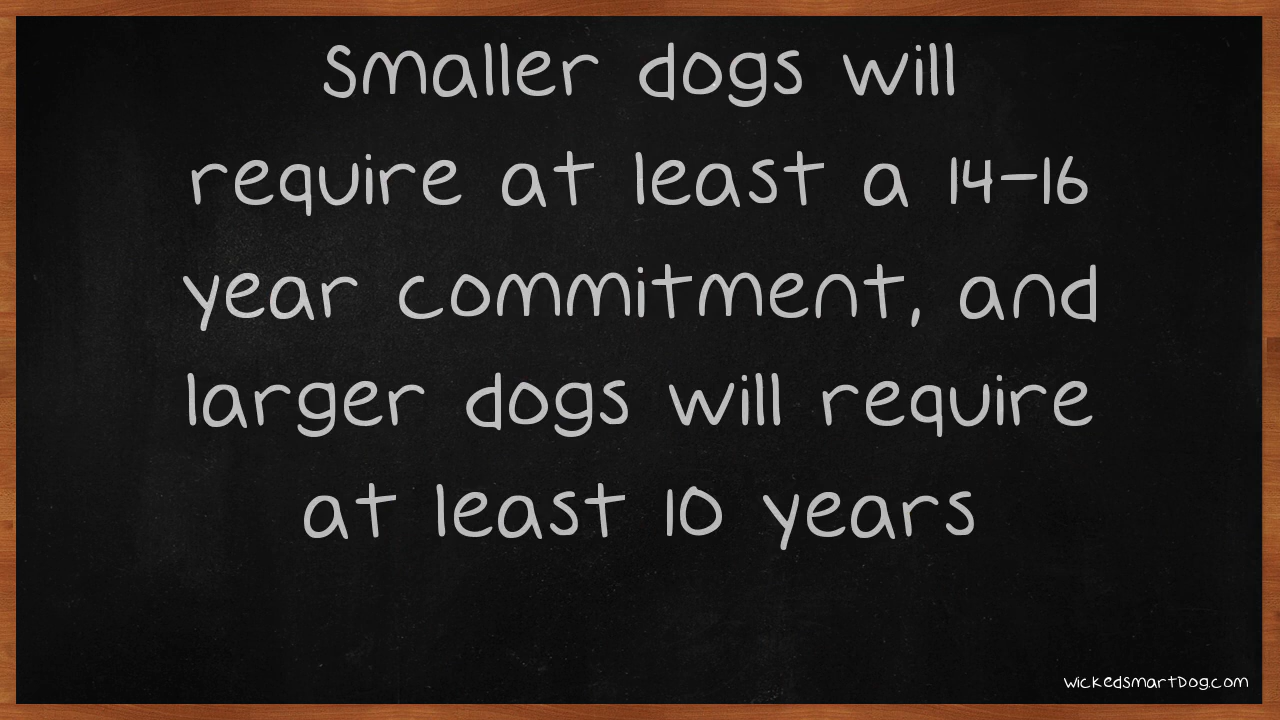 Smaller dogs will
require at least a 14-16
year commitment, and
larger dogs will require
at least 10 years
wickedsmartDog.com